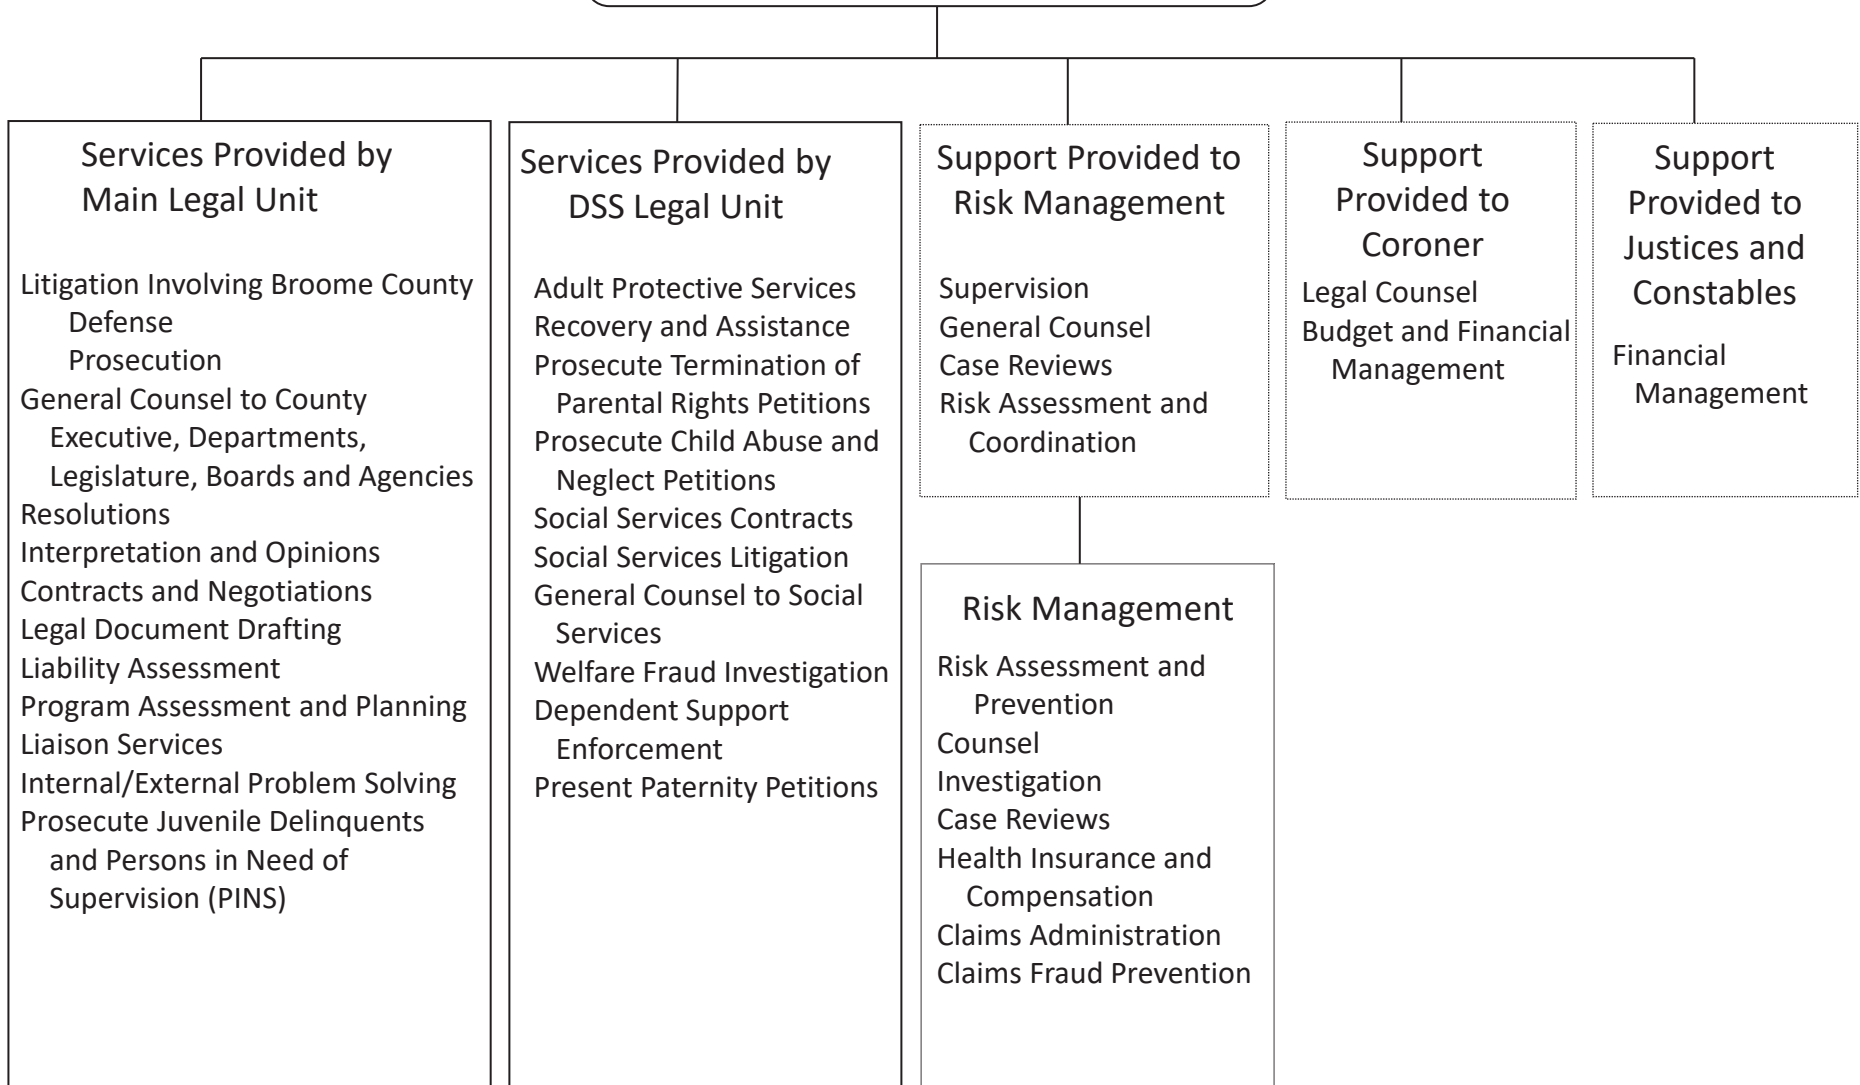 Services Provided by
Main Legal Unit
Litigation Involving Broome County
Defense
Prosecution
General Counsel to County
Executive, Departments,
Legislature, Boards and Agencies
Resolutions
Interpretation and Opinions
Contracts and Negotiations
Legal Document Drafting
Liability Assessment
Program Assessment and Planning
Liaison Services
Internal/External Problem Solving
Prosecute Juvenile Delinquents
and Persons in Need of
Supervision (PINS)
Services Provided by
DSS Legal Unit
Adult Protective Services
Recovery and Assistance
Prosecute Termination of
Parental Rights Petitions
Prosecute Child Abuse and
Neglect Petitions
Social Services Contracts
Social Services Litigation
General Counsel to Social
Services
Welfare Fraud Investigation
Dependent Support
Enforcement
Present Paternity Petitions
Support Provided to
Risk Management
Supervision
General Counsel
Case Reviews
Risk Assessment and
Coordination
Risk Management
Risk Assessment and
Prevention
Counsel
Investigation
Case Reviews
Health Insurance and
Compensation
Claims Administration
Claims Fraud Prevention
Support
Provided to
Coroner
Legal Counsel
Budget and Financial
Management
Support
Provided to
Justices and
Constables
Financial
Management